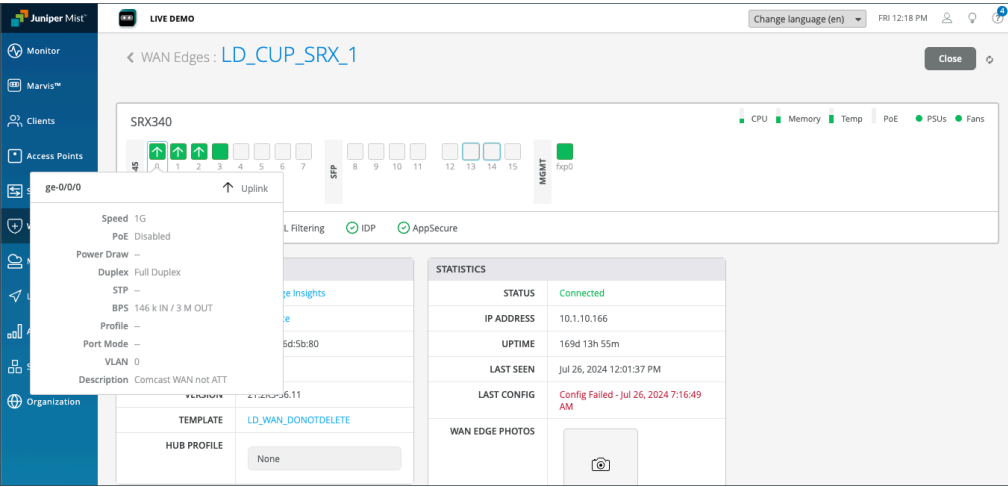 Juniper Mist™
LIVE DEMO
Change language (en)
FRI 12:18 PM
4
Monitor
Marvis™
Clients
Access Points
Organization
WAN Edges : LD_CUP_SRX_1
Close
SRX340
CPU Memory Temp PoE PSUs Fans
0 1 2 3 4 5 6 7
SFP
8 9 10 11 12 13 14 15
MGMT
fxp0
ge-0/0/0 Uplink
Speed 1G
PoE Disabled
Power Draw --
Duplex Full Duplex
STP --
BPS 146 k IN / 3 M OUT
Profile --
Port Mode --
VLAN 0
Description Comcast WAN not ATT
L Filtering IDP AppSecure
ge Insights
6d:5b:80
TEMPLATE LD_WAN_DONOTDELETE
HUB PROFILE None
STATISTICS
STATUS Connected
IP ADDRESS 10.1.10.166
UPTIME 169d 13h 55m
LAST SEEN Jul 26, 2024 12:01:37 PM
LAST CONFIG Config Failed - Jul 26, 2024 7:16:49
AM
WAN EDGE PHOTOS